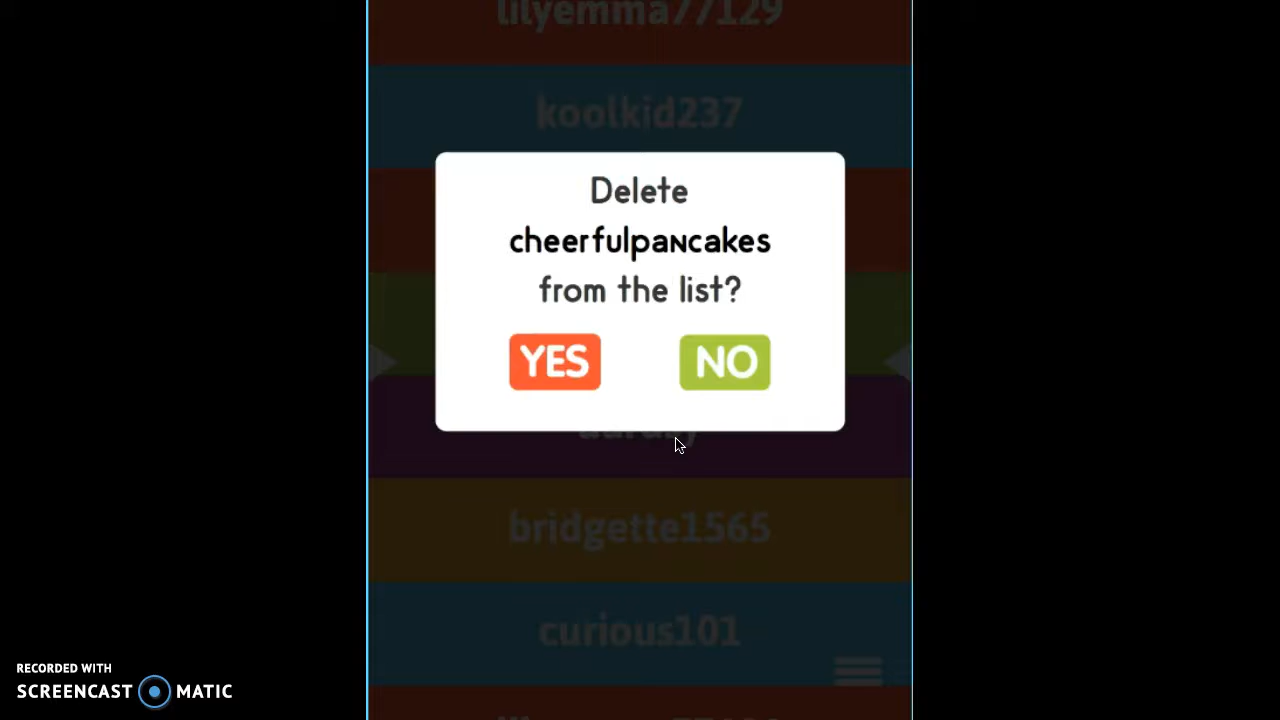 lilyemma77129
koolkid237
Delete
cheerfulpancakes
from the list?
YES NO
bridgette1565
curious101
RECORDED WITH
SCREENCAST MATIC